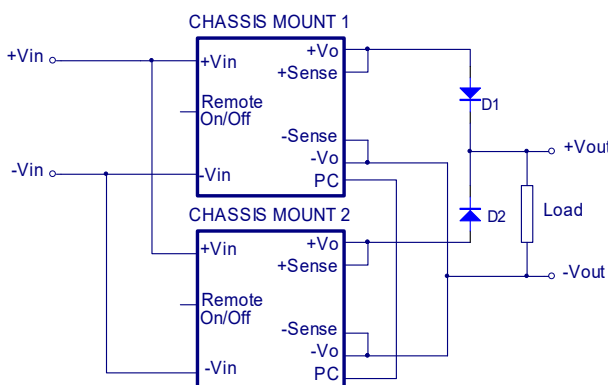 CHASSIS MOUNT 1
+Vin
+Vin
+Vo
+Sense
Remote
On/Off
D1
-Sense
-Vo
PC
-Vin
-Vin
+Vout
CHASSIS MOUNT 2
D2
Load
+Vin
+Vo
+Sense
-Vout
Remote
On/Off
-Sense
-Vo
-Vin
PC